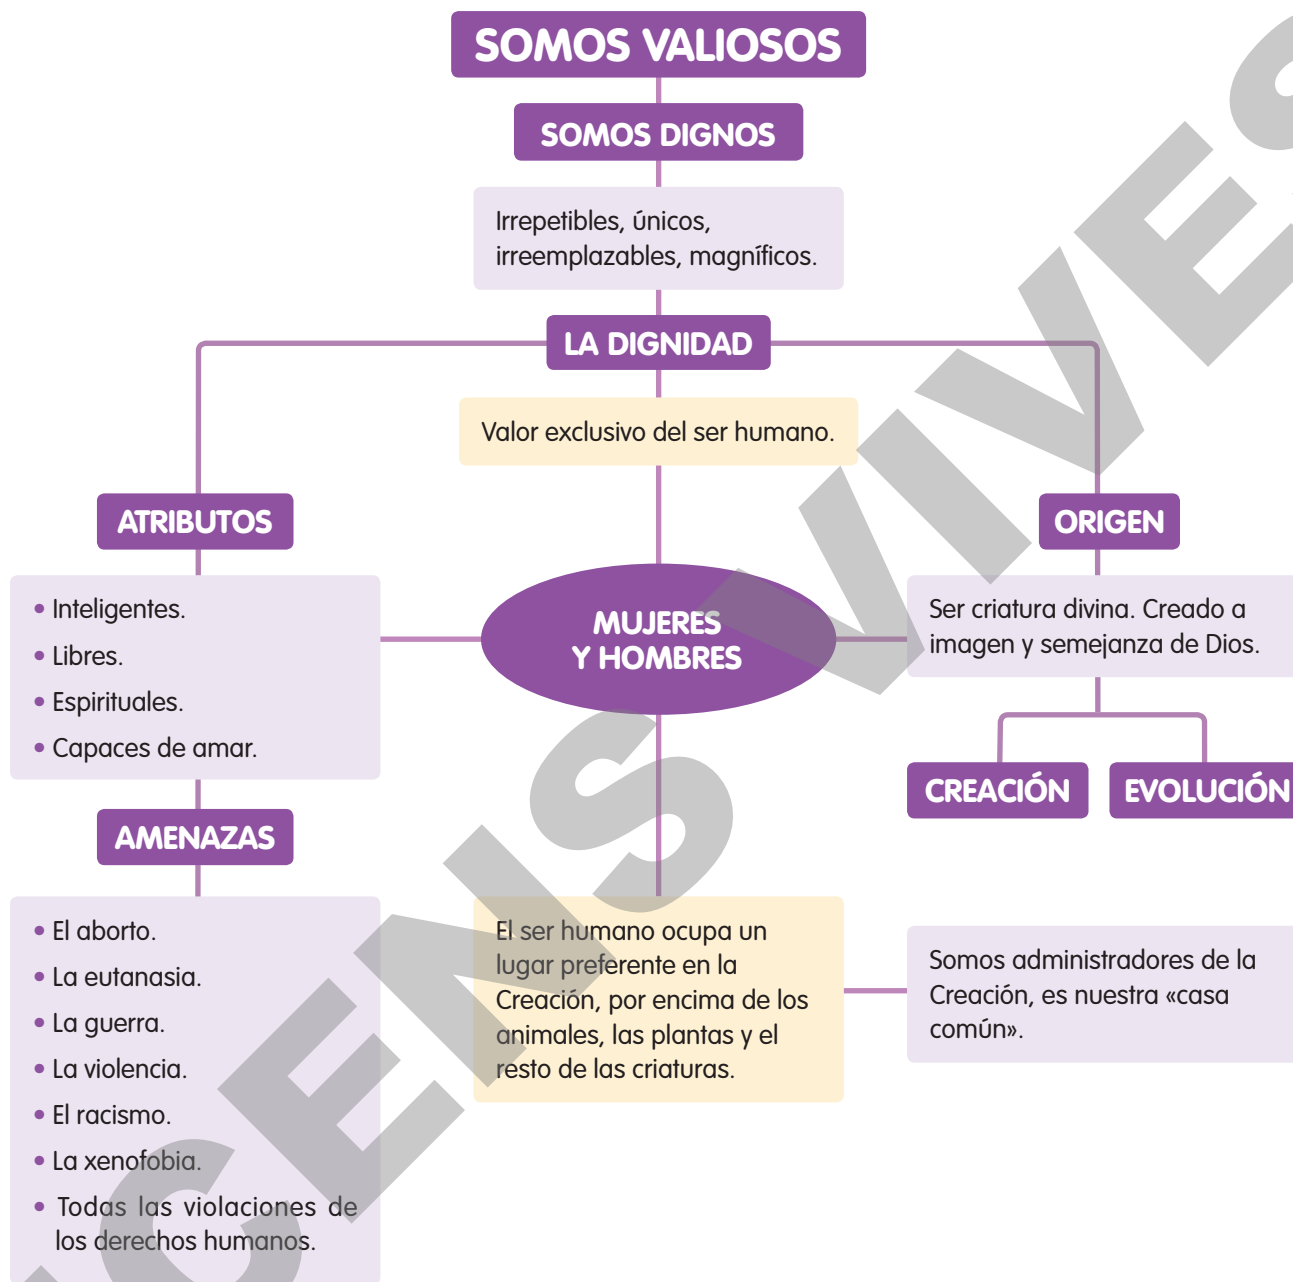 SOMOS VALIOSOS
SOMOS DIGNOS
Irrepetibles, únicos,
irreemplazables, magníficos.
LA DIGNIDAD
Valor exclusivo del ser humano.
ATRIBUTOS
• Inteligentes.
• Libres.
• Espirituales.
• Capaces de amar.
AMENAZAS
• El aborto.
• La eutanasia.
• La guerra.
• La violencia.
• El racismo.
• La xenofobia.
• Todas las violaciones de
los derechos humanos.
MUJERES
Y HOMBRES
El ser humano ocupa un
lugar preferente en la
Creación, por encima de los
animales, las plantas y el
resto de las criaturas.
ORIGEN
Ser criatura divina. Creado a
imagen y semejanza de Dios.
CREACIÓN
EVOLUCIÓN
Somos administradores de la
Creación, es nuestra «casa
común».
CENS VIVES